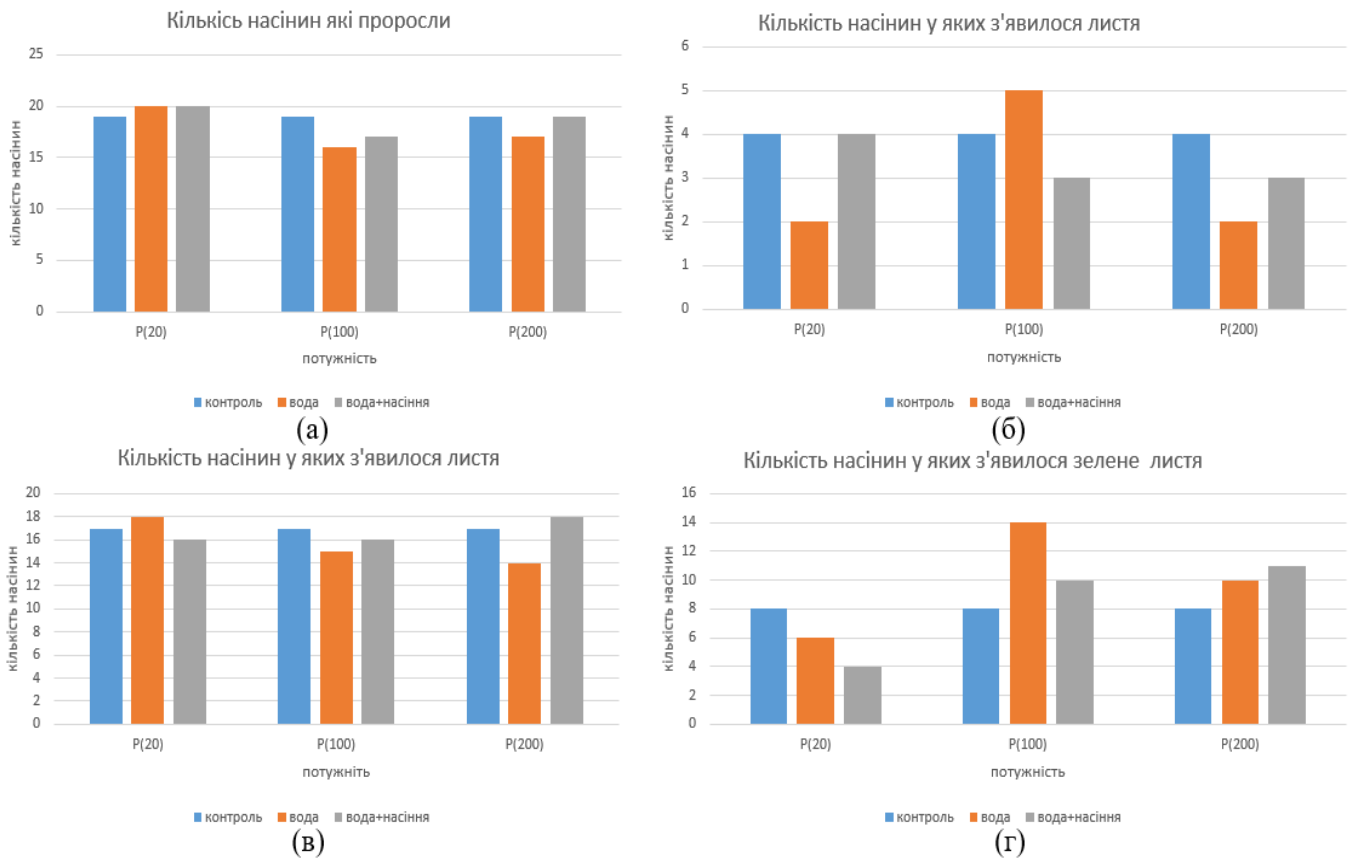 Кількісь насінин які проросли
кількість насінин
25
20
15
10
5
0
P(20)
P(100)
P(200)
потужність
контроль вода вода+насіння
(а)
Кількість насінин у яких з'явилося листя
кількість насінин
6
5
4
3
2
1
0
P(20)
P(100)
P(200)
потужність
контроль вода вода+насіння
(б)
Кількість насінин у яких з'явилося листя
кількість насінин
20
18
16
14
12
10
8
6
4
2
0
P(20)
P(100)
P(200)
потужніть
контроль вода вода+насіння
(в)
Кількість насінин у яких з'явилося зелене листя
кількість насінин
16
14
12
10
8
6
4
2
0
P(20)
P(100)
P(200)
потужність
контроль вода вода+насіння
(г)